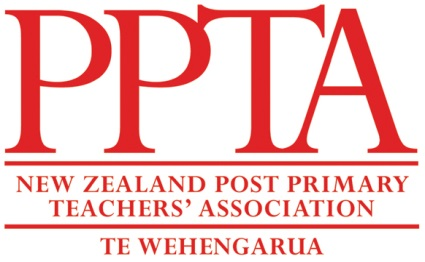 PPTA
NEW ZEALAND POST PRIMARY
TEACHERS' ASSOCIATION
TE WEHENGARUA